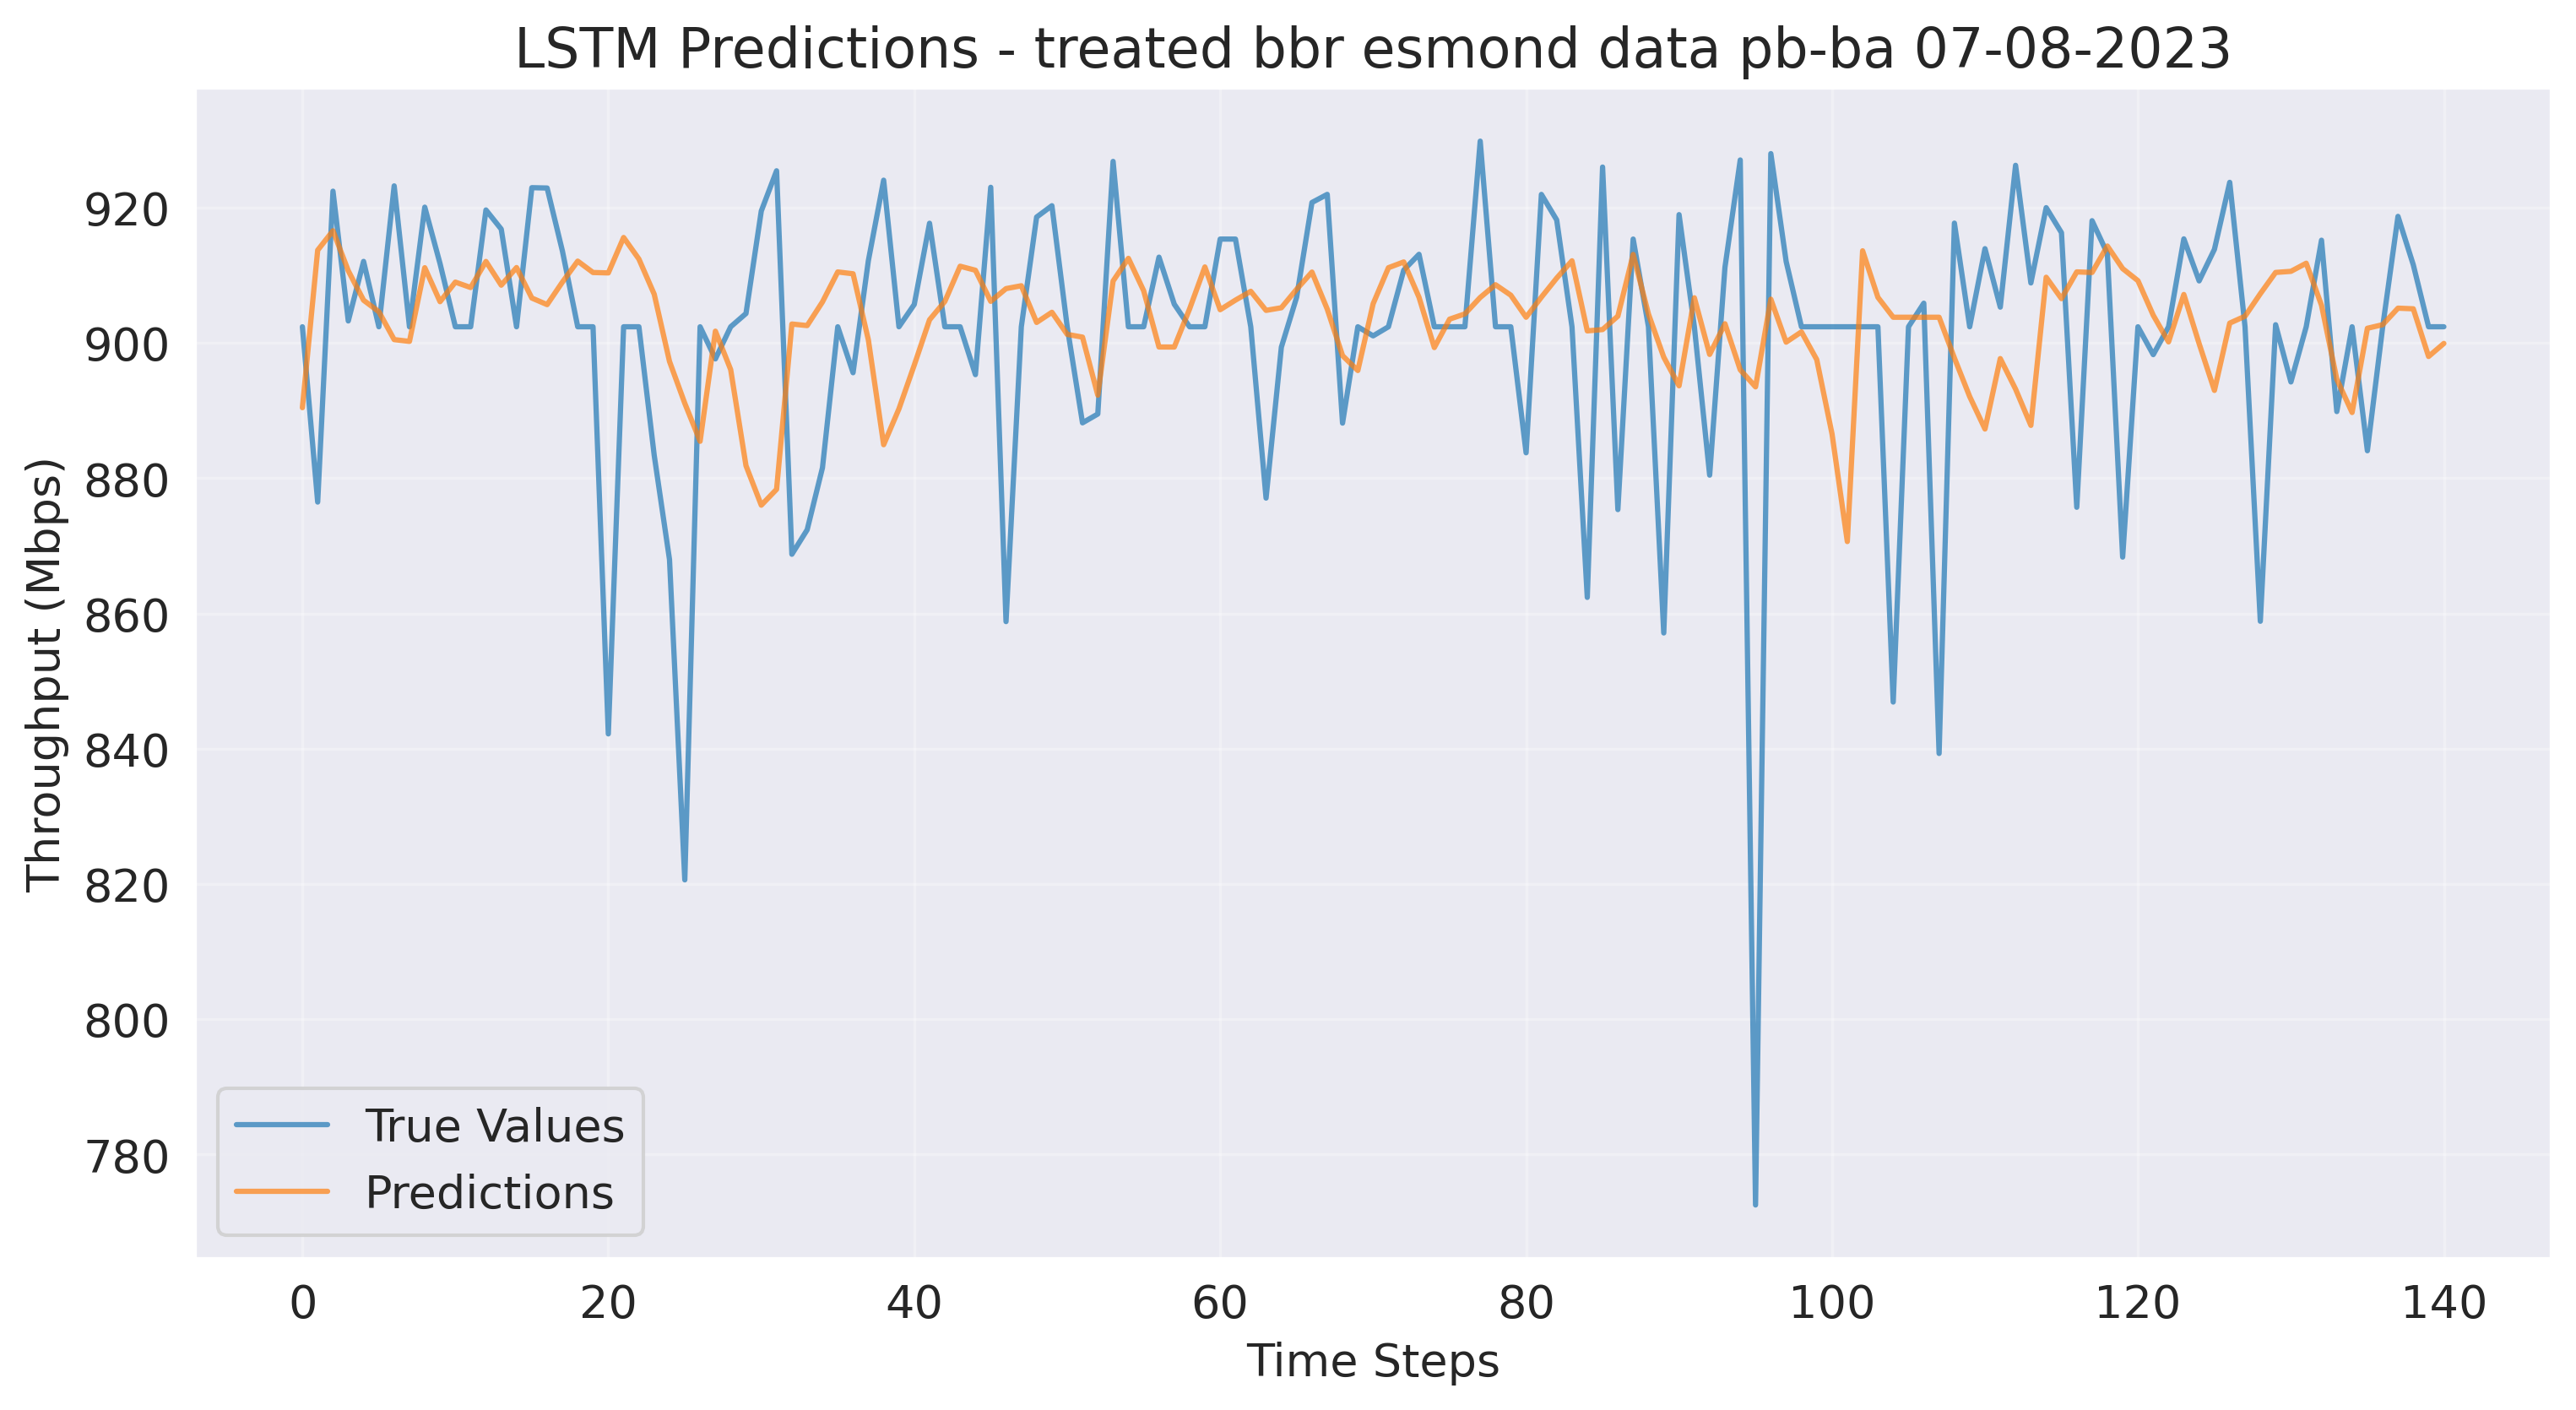 LSTM Predictions - treated bbr esmond data pb-ba 07-08-2023
Throughput (Mbps)
920
900
880
860
840
820
800
780
True Values
Predictions
0 20 40 60 80 100 120 140
Time Steps